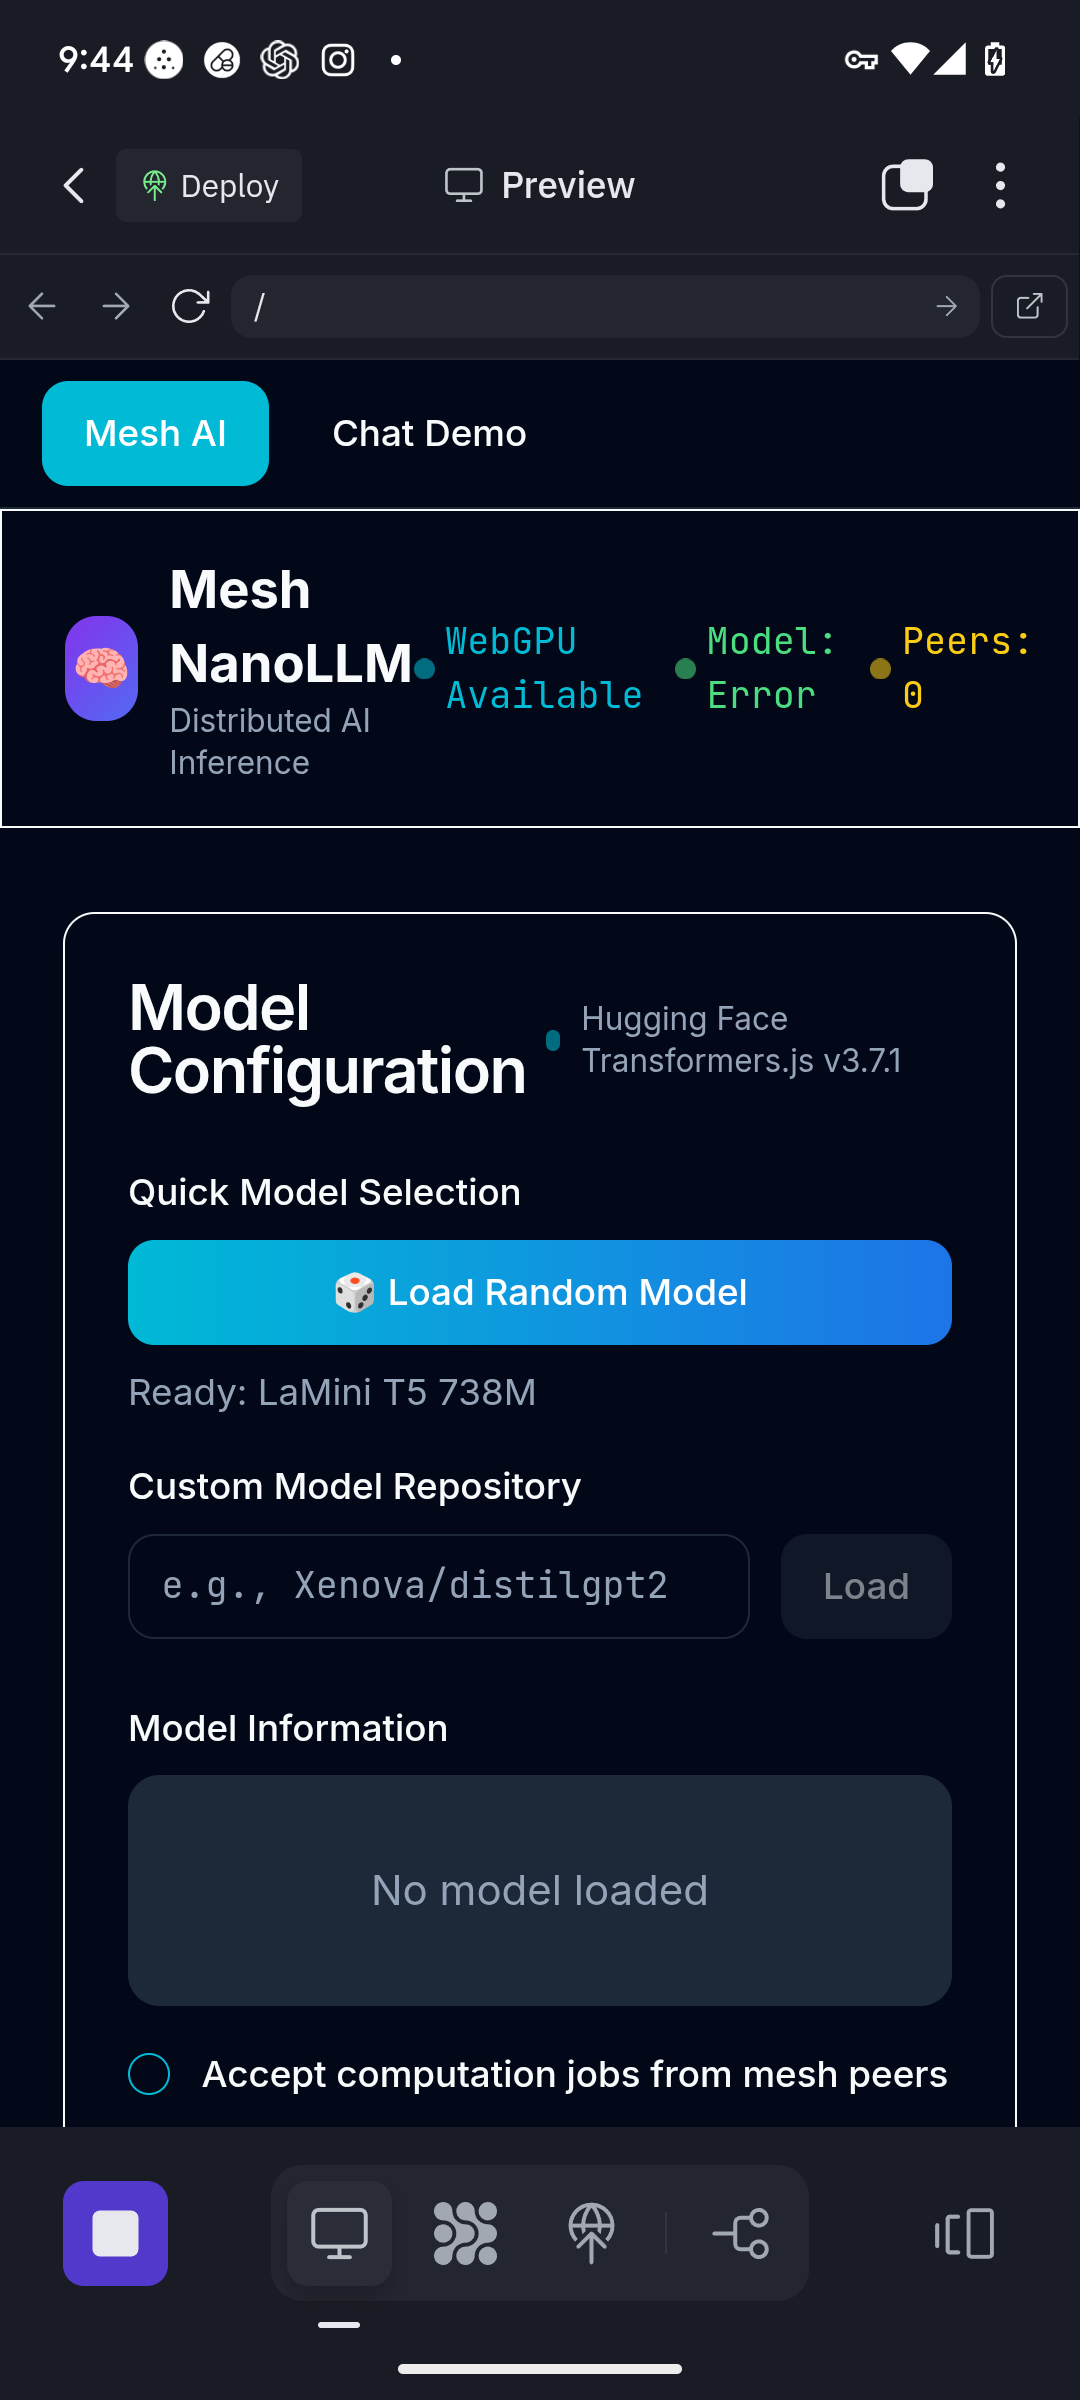 9:44
Deploy
Preview
/
Mesh AI
Chat Demo
Mesh
NanoLLM
Distributed AI
Inference
WebGPU
Available
Model:
Error
Peers:
0
Model
Configuration
Hugging Face
Transformers.js v3.7.1
Quick Model Selection
Load Random Model
Ready: LaMini T5 738M
Custom Model Repository
e.g., Xenova/distilgpt2
Load
Model Information
No model loaded
Accept computation jobs from mesh peers